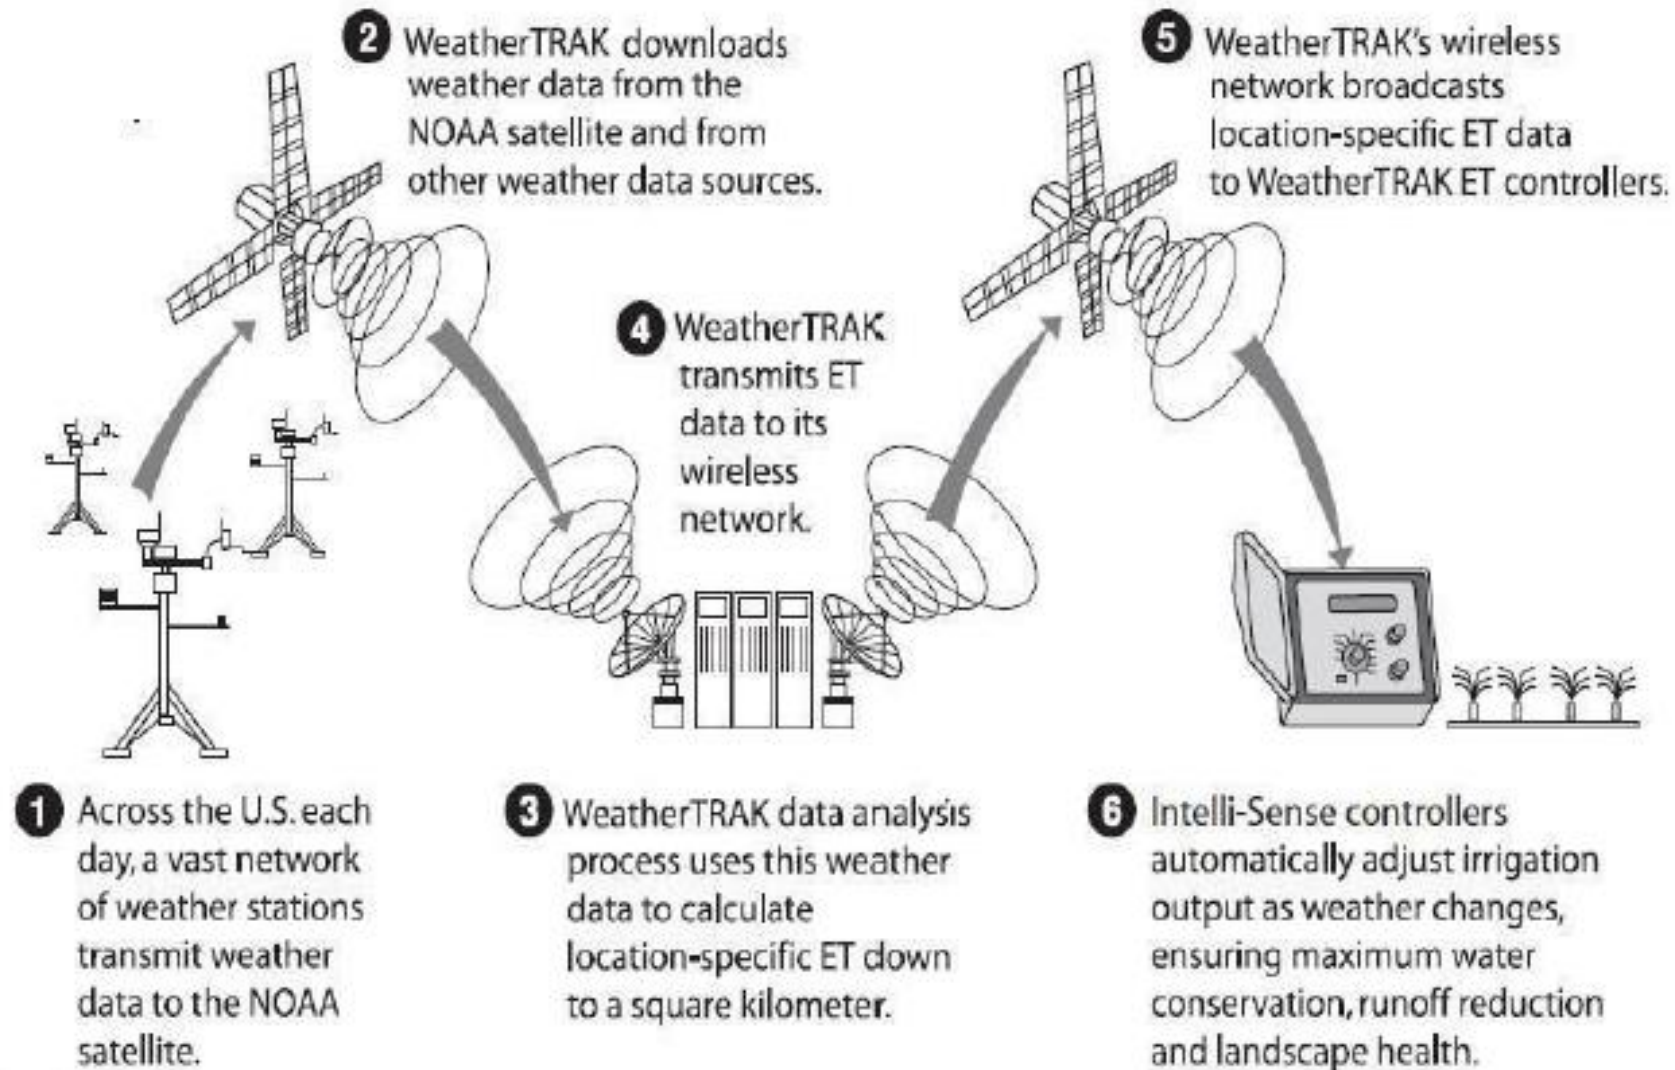 1 Across the U.S. each
day, a vast network
of weather stations
transmit weather
data to the NOAA
satellite.
2 WeatherTRAK downloads
weather data from the
NOAA satellite and from
other weather data sources.
3 WeatherTRAK data analysis
process uses this weather
data to calculate
location-specific ET down
to a square kilometer.
4 WeatherTRAK
transmits ET
data to its
wireless
network.
5 WeatherTRAK's wireless
network broadcasts
location-specific ET data
to WeatherTRAK ET controllers.
6 Intelli-Sense controllers
automatically adjust irrigation
output as weather changes,
ensuring maximum water
conservation, runoff reduction
and landscape health.